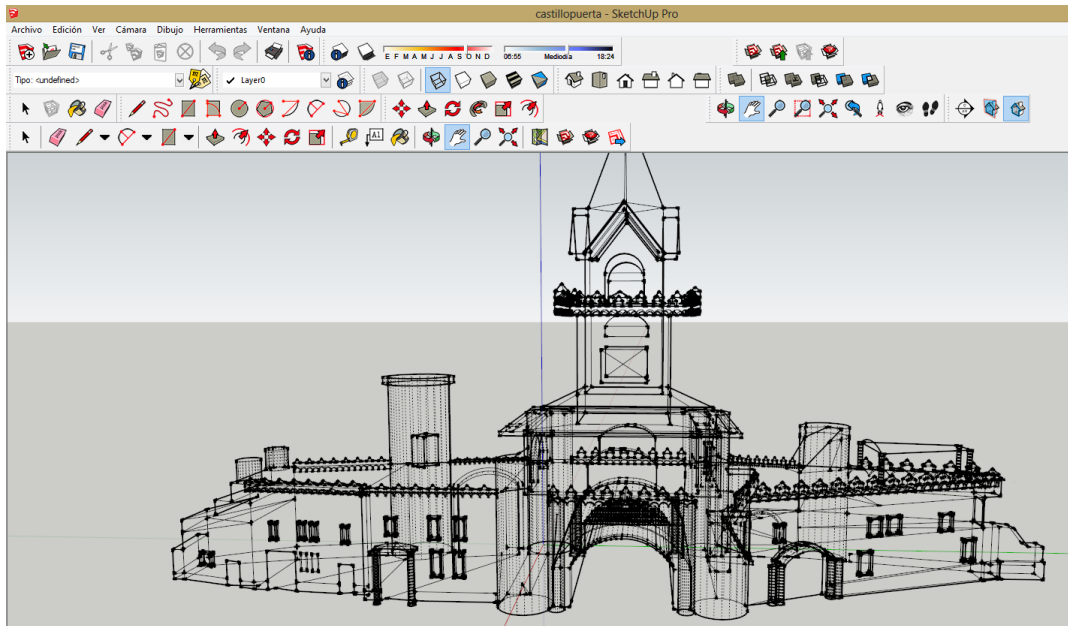 castillopuerta - SketchUp Pro
Archivo Edición Ver Cámara Dibujo Herramientas Ventana Ayuda
E F M A M J J A S O N D 06:55 Mediodía 18:24
Tipo: <undefined> Layer0
A1